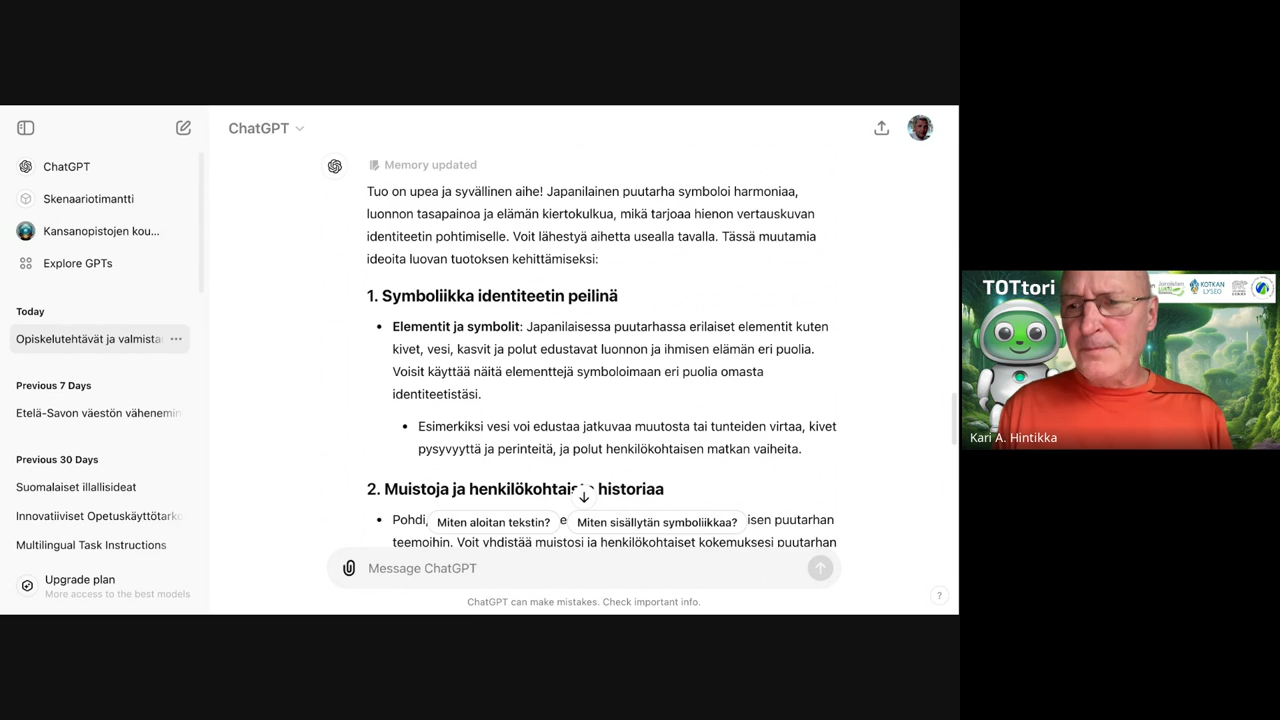 ChatGPT
Skenaariotimantti
Kansanopistojen kou...
Explore GPTs
Today
Opiskelutehtävät ja valmista
Previous 7 Days
Etelä-Savon väestön vähenemin
Previous 30 Days
Suomalaiset illallisideat
Innovatiiviset Opetuskäyttötarko
Multilingual Task Instructions
Upgrade plan
More access to the best models
ChatGPT
Memory updated
Tuo on upea ja syvällinen aihe! Japanilainen puutarha symboloi harmoniaa,
luonnon tasapainoa ja elämän kiertokulkua, mikä tarjoaa hienon vertauskuvan
identiteetin pohtimiselle. Voit lähestyä aihetta usealla tavalla. Tässä muutamia
ideoita luovan tuotoksen kehittämiseksi:
1. Symboliikka identiteetin peilinä
• Elementit ja symbolit: Japanilaisessa puutarhassa erilaiset elementit kuten
kivet, vesi, kasvit ja polut edustavat luonnon ja ihmisen elämän eri puolia.
Voisit käyttää näitä elementtejä symboloimaan eri puolia omasta
identiteetistäsi.
• Esimerkiksi vesi voi edustaa jatkuvaa muutosta tai tunteiden virtaa, kivet
pysyvyyttä ja perinteitä, ja polut henkilökohtaisen matkan vaiheita.
2. Muistoja ja henkilökohtaista historiaa
• Pohdi, isen puutarhan
Miten aloitan tekstin? Miten sisällytän symboliikkaa?
teemoihin. Voit yhdistää muistosi ja henkilökohtaiset kokemuksesi puutarhan
Message ChatGPT
ChatGPT can make mistakes. Check important info.
?
TOTtori
KOTKAN
LYSEO
Kari A. Hintikka